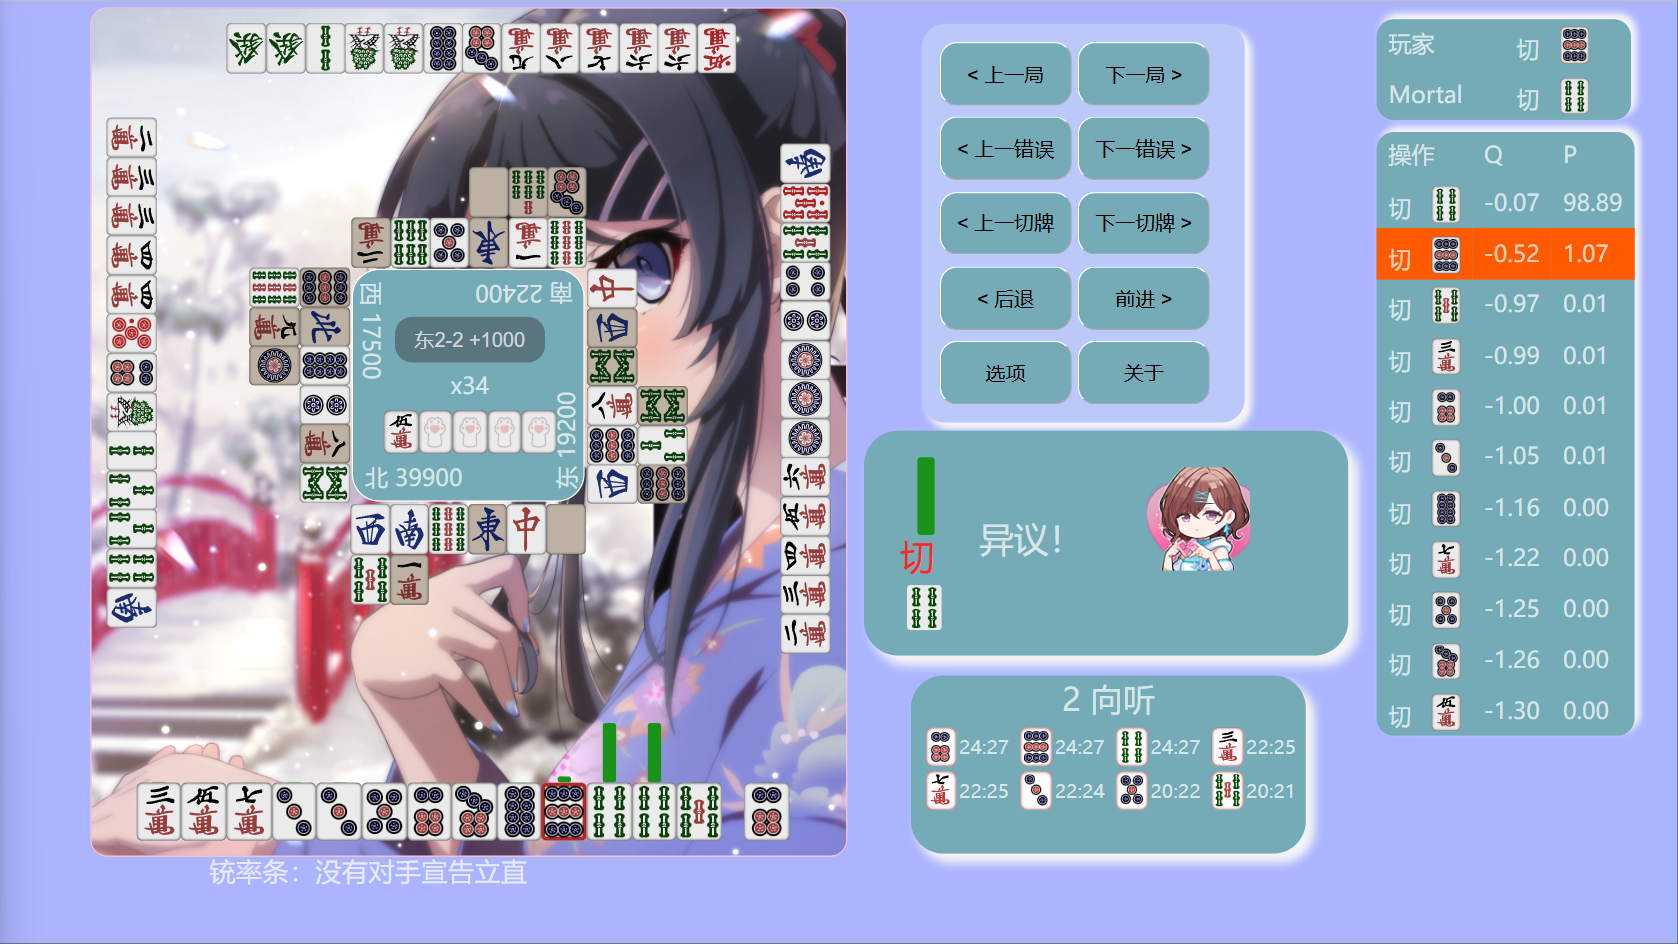 < 上一局
下一局 >
< 上一错误
下一错误 >
< 上一切牌
下一切牌 >
< 后退
前进 >
选项
关于
玩家 切
Mortal 切
操作 Q P
切 -0.07 98.89
切 -0.52 1.07
切 -0.97 0.01
切 -0.99 0.01
切 -1.00 0.01
切 -1.05 0.01
切 -1.16 0.00
切 -1.22 0.00
切 -1.25 0.00
切 -1.26 0.00
切 -1.30 0.00
南 22400
西 17500
东2-2 +1000
x34
东 19200
北 39900
切
异议!
2 向听
24:27 24:27 24:27 22:25
22:25 22:24 20:22 20:21
铳率条：没有对手宣告立直